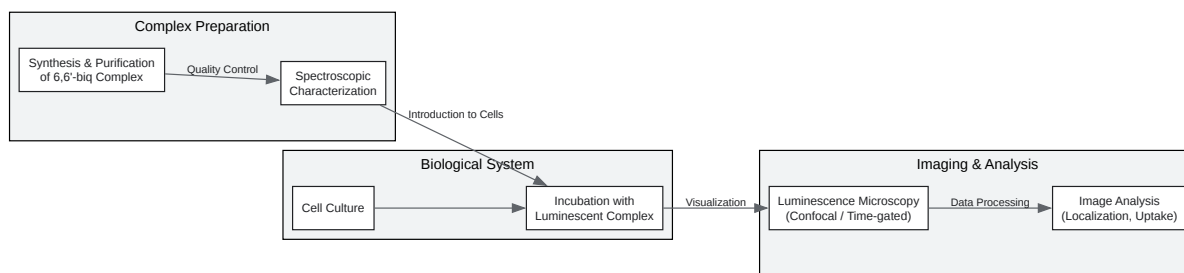 Complex Preparation
Synthesis & Purification
of 6,6'-biq Complex
Quality Control
Spectroscopic
Characterization
Introduction to Cells
Biological System
Cell Culture
Incubation with
Luminescent Complex
Visualization
Imaging & Analysis
Luminescence Microscopy
(Confocal / Time-gated)
Data Processing
Image Analysis
(Localization, Uptake)